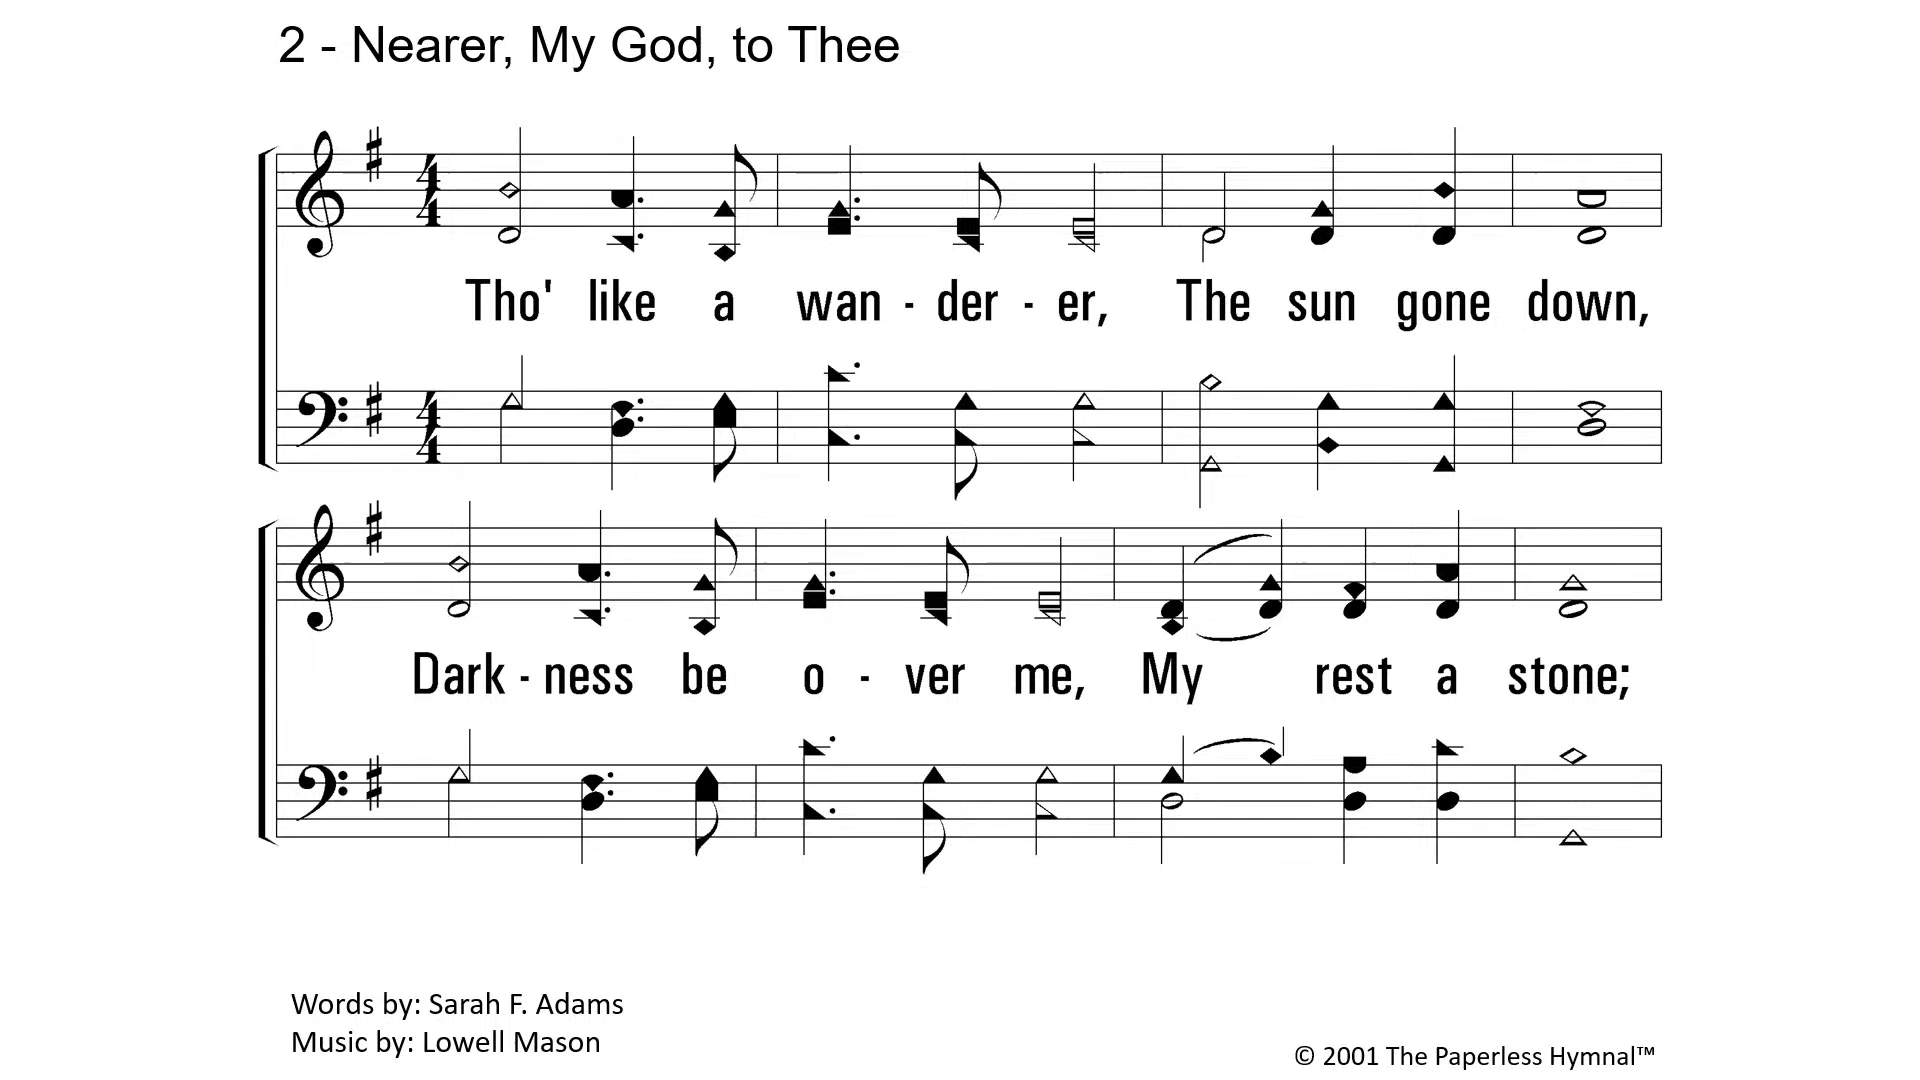 2 - Nearer, My God, to Thee
Tho' like a wan - der - er, The sun gone down,
Dark - ness be o - ver me, My rest a stone;
Words by: Sarah F. Adams
Music by: Lowell Mason
© 2001 The Paperless Hymnal™